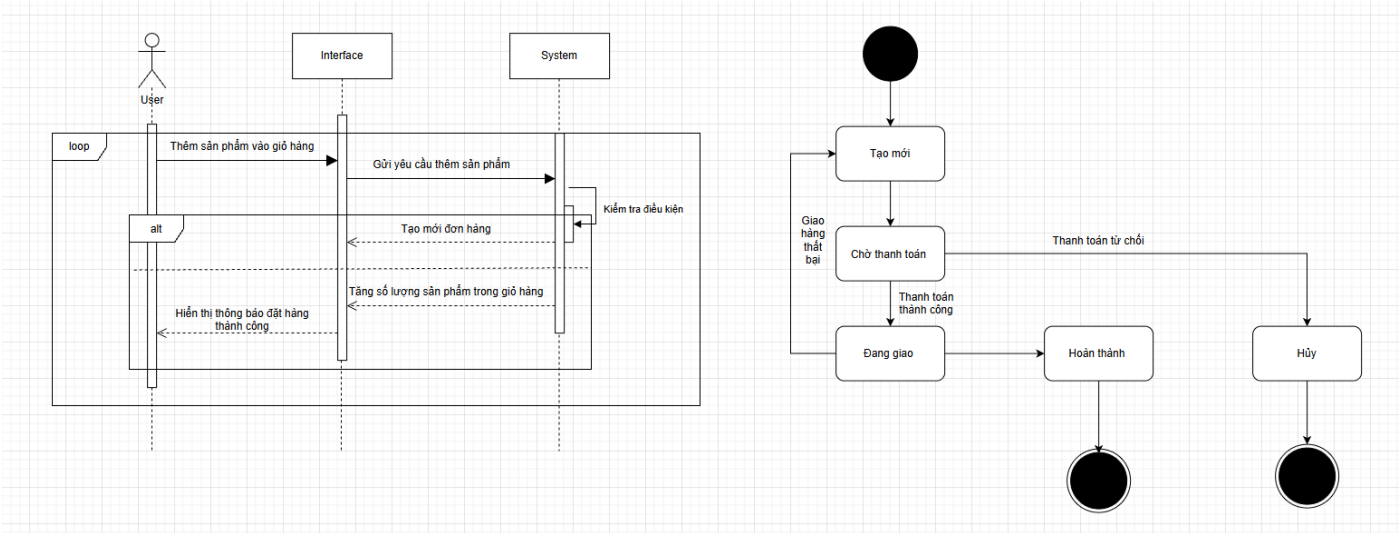 Interface
System
User
loop
Thêm sản phẩm vào giỏ hàng
Gửi yêu cầu thêm sản phẩm
Kiểm tra điều kiện
alt
Tạo mới đơn hàng
Tăng số lượng sản phẩm trong giỏ hàng
Hiển thị thông báo đặt hàng
thành công
Tạo mới
Giao
hàng
thất
bại
Chờ thanh toán
Thanh toán từ chối
Thanh toán
thành công
Đang giao
Hoàn thành
Hủy